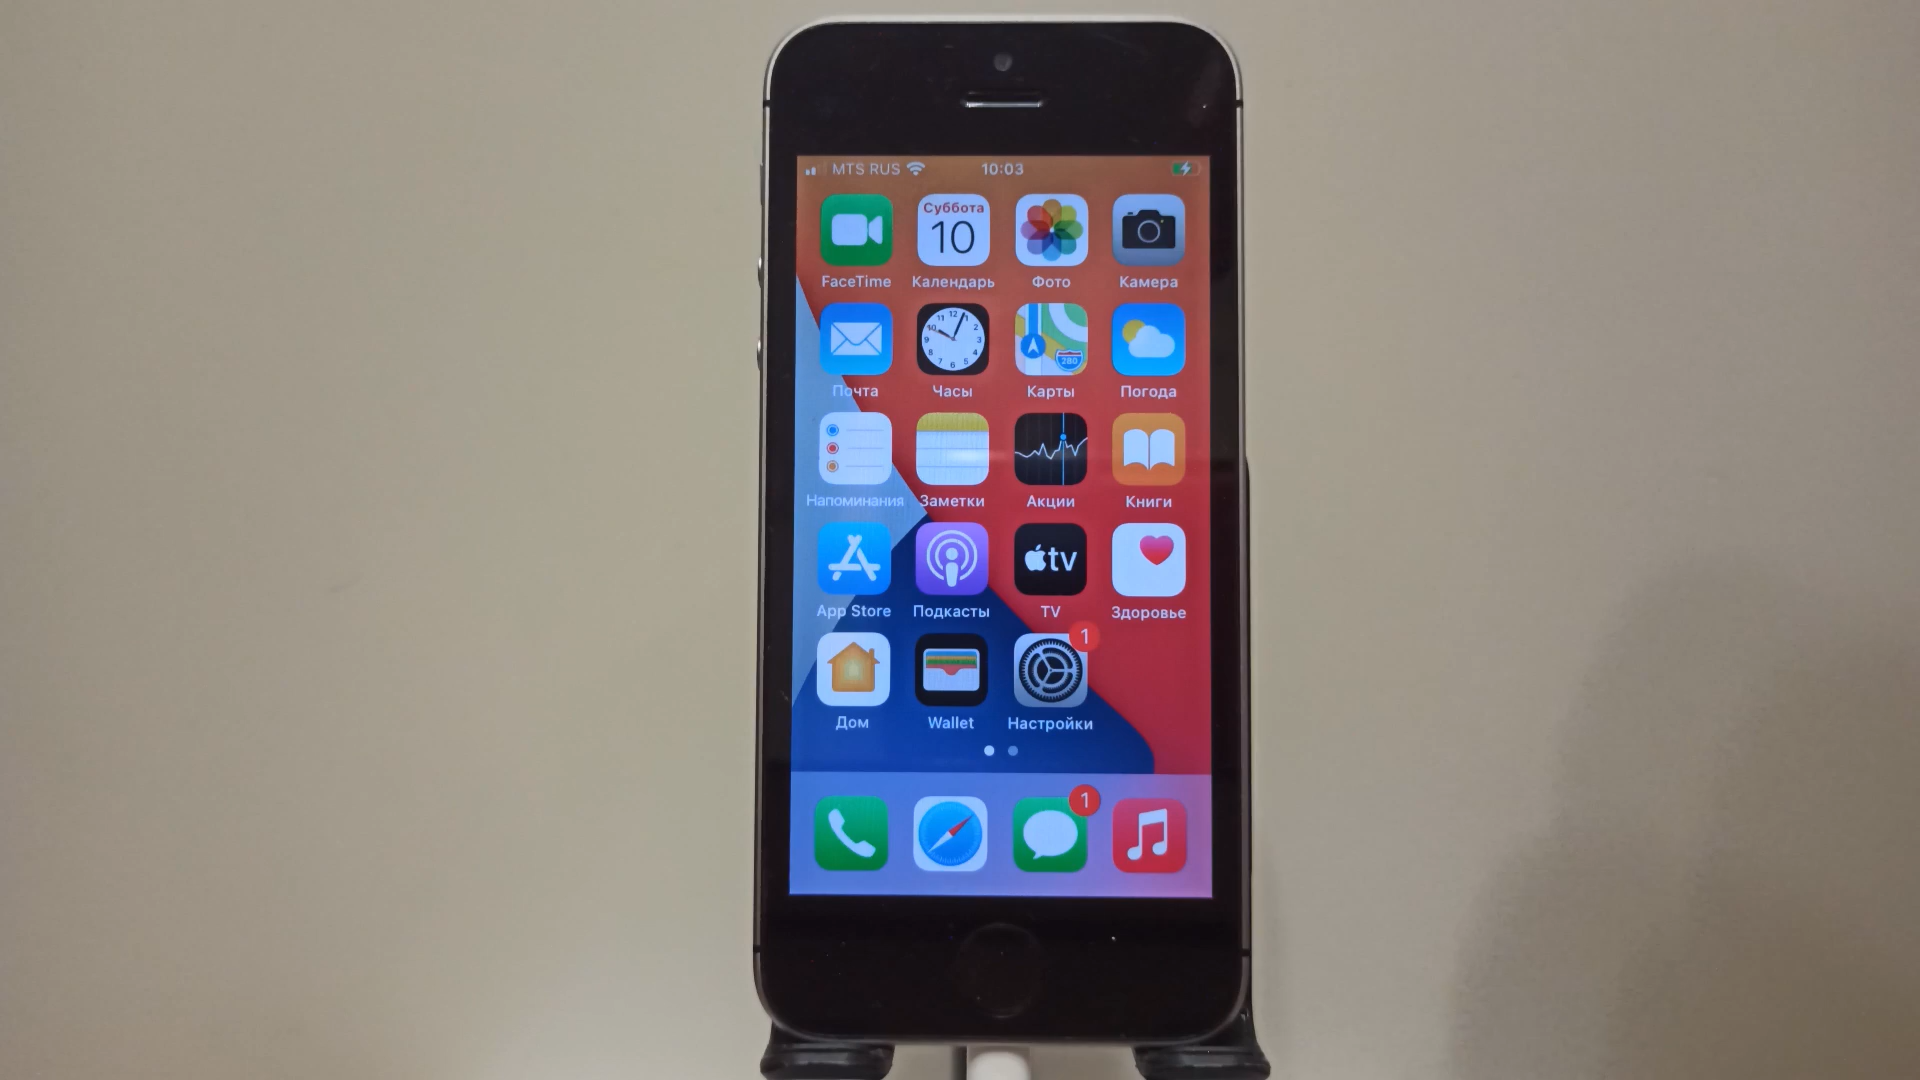 MTS RUS 10:03
Суббота
10
FaceTime Календарь Фото Камера
280
Почта Часы Карты Погода
Напоминания Заметки Акции Книги
tv
App Store Подкасты TV Здоровье
1
Дом Wallet Настройки
1